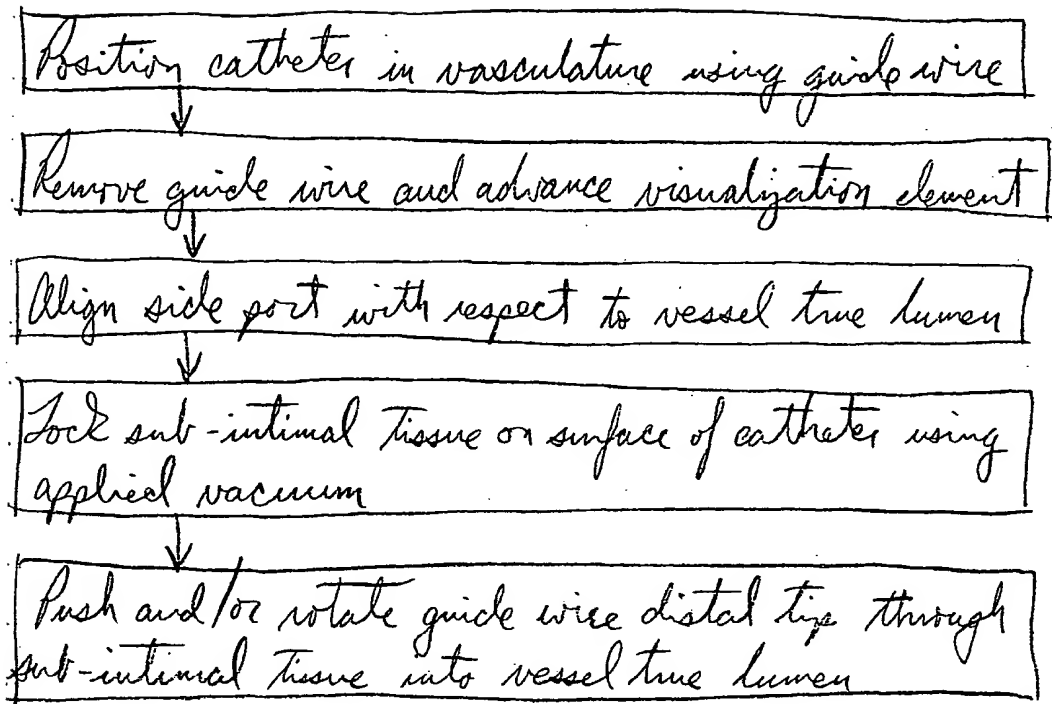 Position catheter in vasculature using guide wire
Remove guide wire and advance visualization element
Align side port with respect to vessel true lumen
Lock sub-intimal tissue on surface of catheter using
applied vacuum
Push and/or rotate guide wire distal tip through
sub-intimal tissue into vessel true lumen